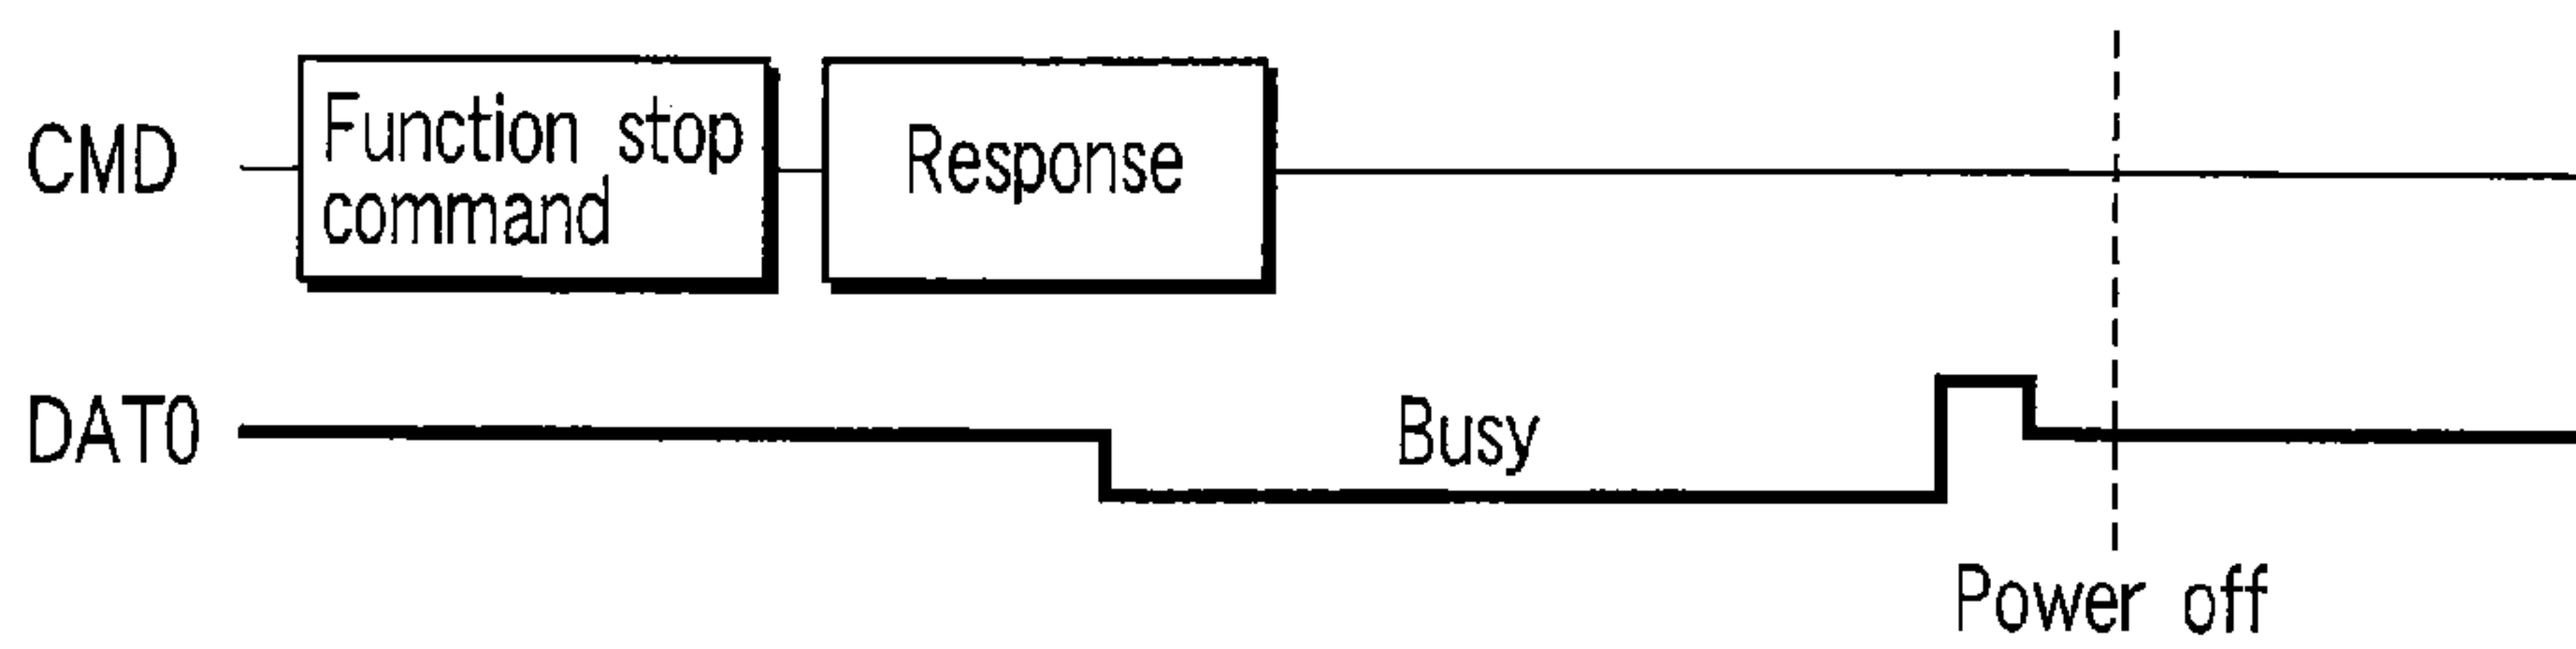 CMD
Function stop
command
Response
DAT0
Busy
Power off